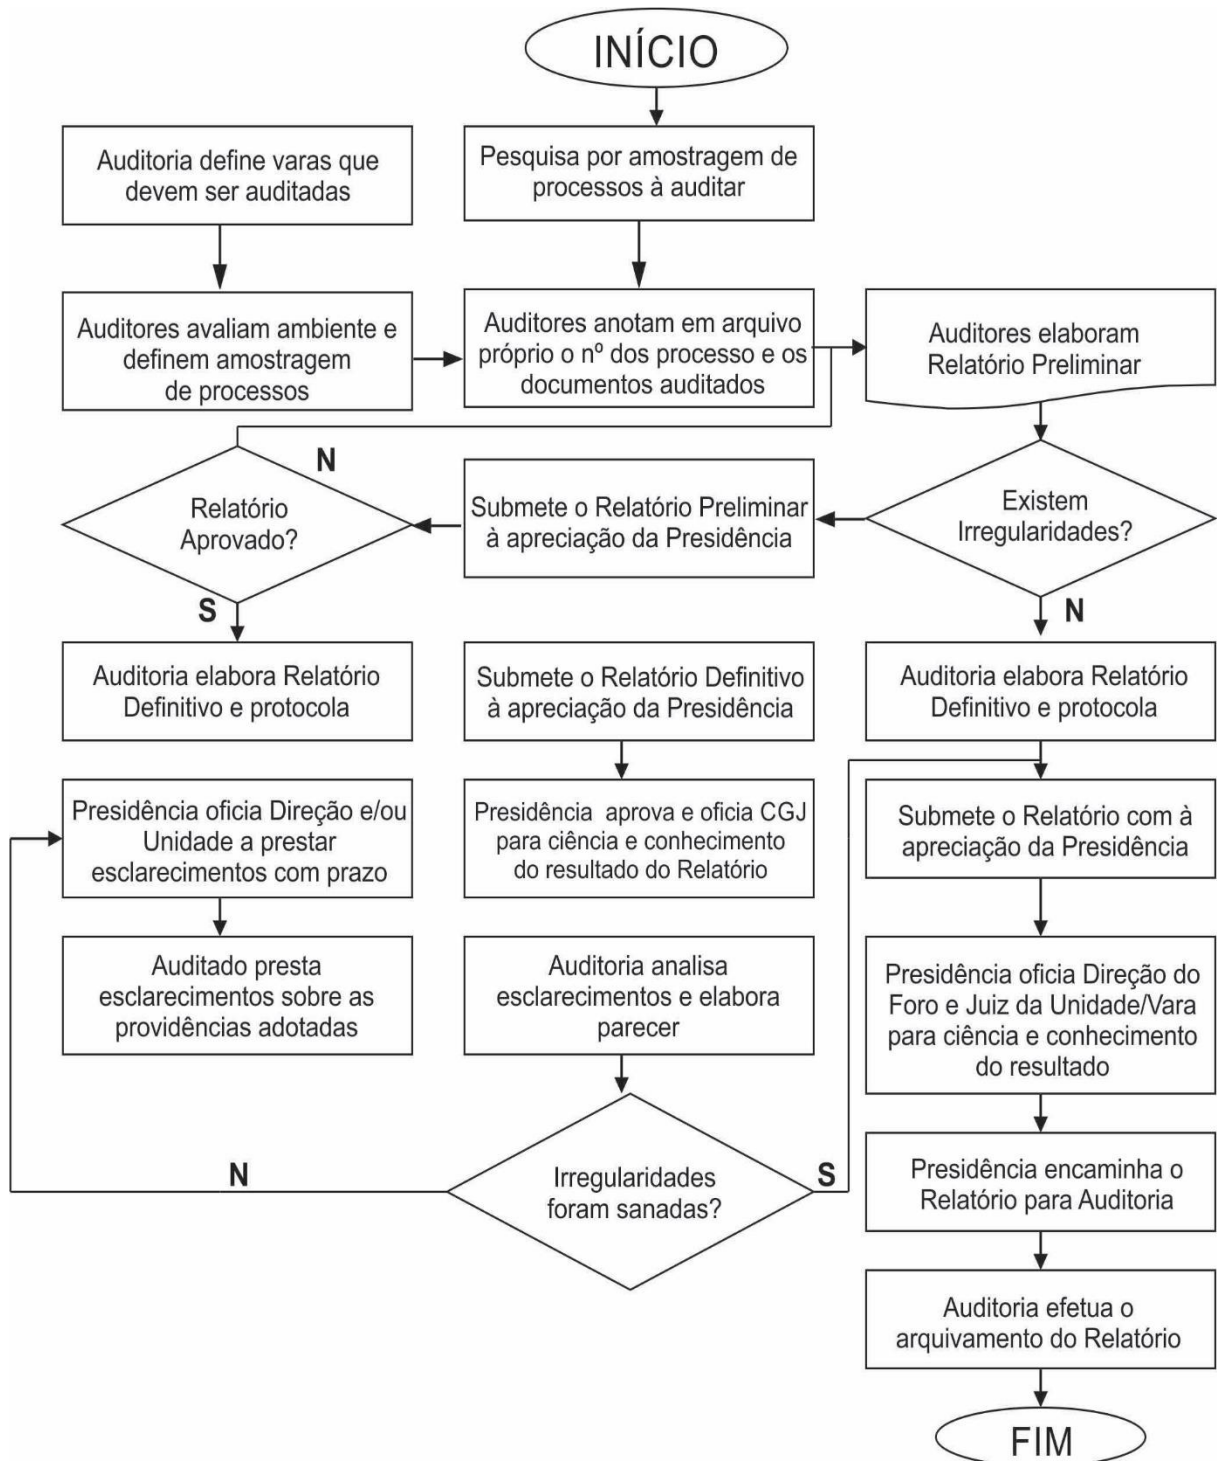 INÍCIO
Auditoria define varas que
devem ser auditadas
Pesquisa por amostragem de
processos à auditar
Auditores avaliam ambiente e
definem amostragem
de processos
Auditores anotam em arquivo
próprio o nº dos processo e os
documentos auditados
Auditores elaboram
Relatório Preliminar
N
Relatório
Aprovado?
Submete o Relatório Preliminar
à apreciação da Presidência
Existem
Irregularidades?
S
N
Auditoria elabora Relatório
Definitivo e protocola
Submete o Relatório Definitivo
à apreciação da Presidência
Auditoria elabora Relatório
Definitivo e protocola
Presidência oficia Direção e/ou
Unidade a prestar
esclarecimentos com prazo
Presidência aprova e oficia CGJ
para ciência e conhecimento
do resultado do Relatório
Submete o Relatório com à
apreciação da Presidência
Auditado presta
esclarecimentos sobre as
providências adotadas
Auditoria analisa
esclarecimentos e elabora
parecer
Presidência oficia Direção do
Foro e Juiz da Unidade/Vara
para ciência e conhecimento
do resultado
N
Irregularidades
foram sanadas?
S
Presidência encaminha o
Relatório para Auditoria
Auditoria efetua o
arquivamento do Relatório
FIM